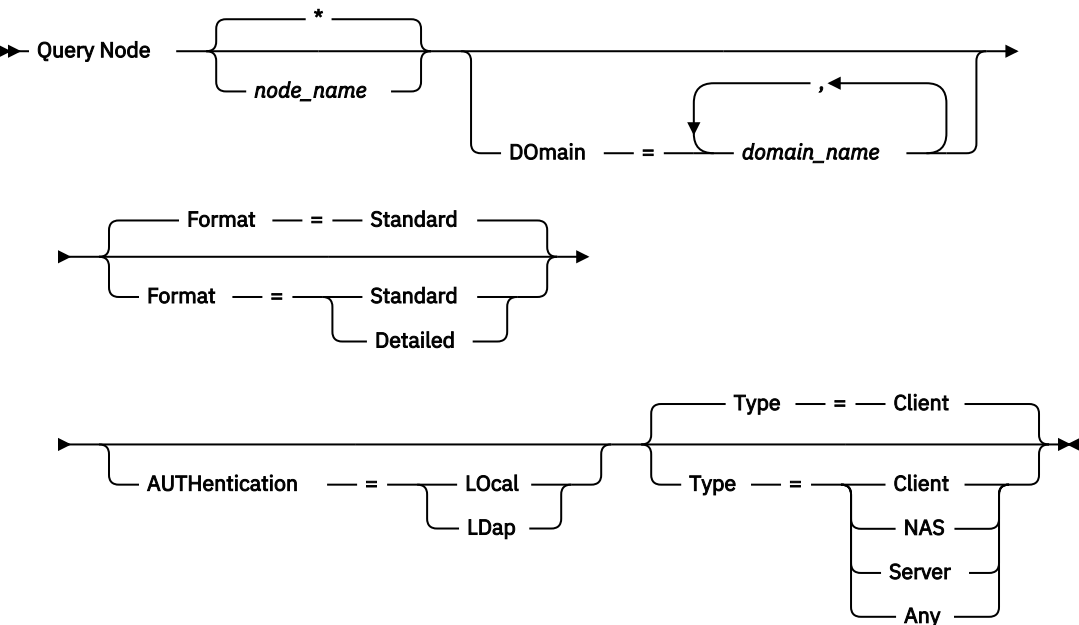 *
Query Node
node_name
,
DOmain = domain_name
Format = Standard
Format = Standard
Detailed
Type = Client
AUTHentication = LOcal
LDap
Type = Client
NAS
Server
Any